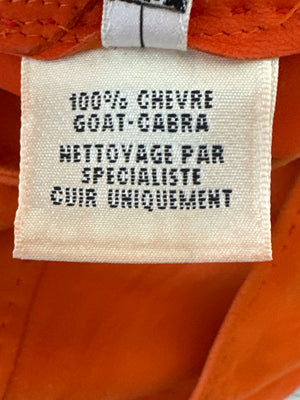 100% CHEVRE
GOAT-CABRA
NETTOYAGE PAR
SPECIALISTE
CUIR UNIQUEMENT